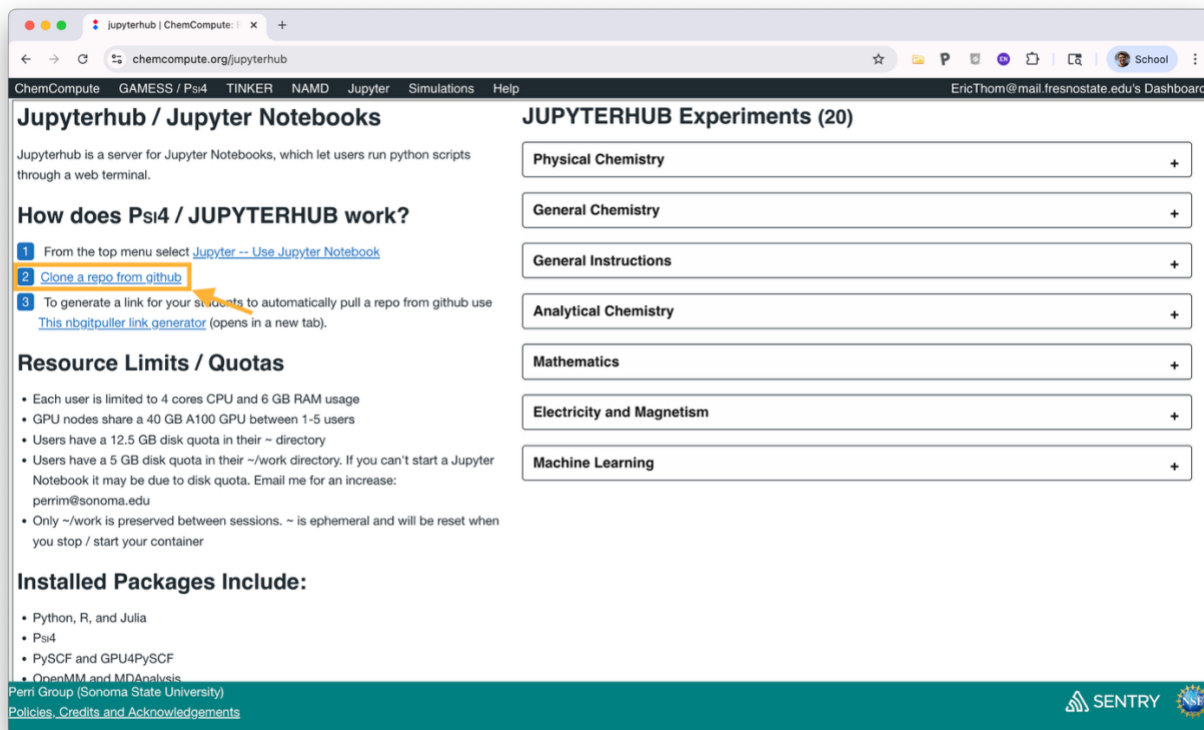 jupyterhub | ChemCompute:
chemcompute.org/jupyterhub
School
ChemCompute GAMESS / Psi4 TINKER NAMD Jupyter Simulations Help EricThom@mail.fresnostate.edu's Dashboard
Jupyterhub / Jupyter Notebooks
Jupyterhub is a server for Jupyter Notebooks, which let users run python scripts
through a web terminal.
How does Psi4 / JUPYTERHUB work?
1 From the top menu select Jupyter -- Use Jupyter Notebook
2 Clone a repo from github
3 To generate a link for your students to automatically pull a repo from github use
This nbgitpuller link generator (opens in a new tab).
Resource Limits / Quotas
• Each user is limited to 4 cores CPU and 6 GB RAM usage
• GPU nodes share a 40 GB A100 GPU between 1-5 users
• Users have a 12.5 GB disk quota in their ~ directory
• Users have a 5 GB disk quota in their ~/work directory. If you can't start a Jupyter
Notebook it may be due to disk quota. Email me for an increase:
perrim@sonoma.edu
• Only ~/work is preserved between sessions. ~ is ephemeral and will be reset when
you stop / start your container
Installed Packages Include:
• Python, R, and Julia
• Psi4
• PySCF and GPU4PySCF
• OpenMM and MDAnalysis
JUPYTERHUB Experiments (20)
Physical Chemistry +
General Chemistry +
General Instructions +
Analytical Chemistry +
Mathematics +
Electricity and Magnetism +
Machine Learning +
Perri Group (Sonoma State University)
Policies, Credits and Acknowledgements
SENTRY
NSF